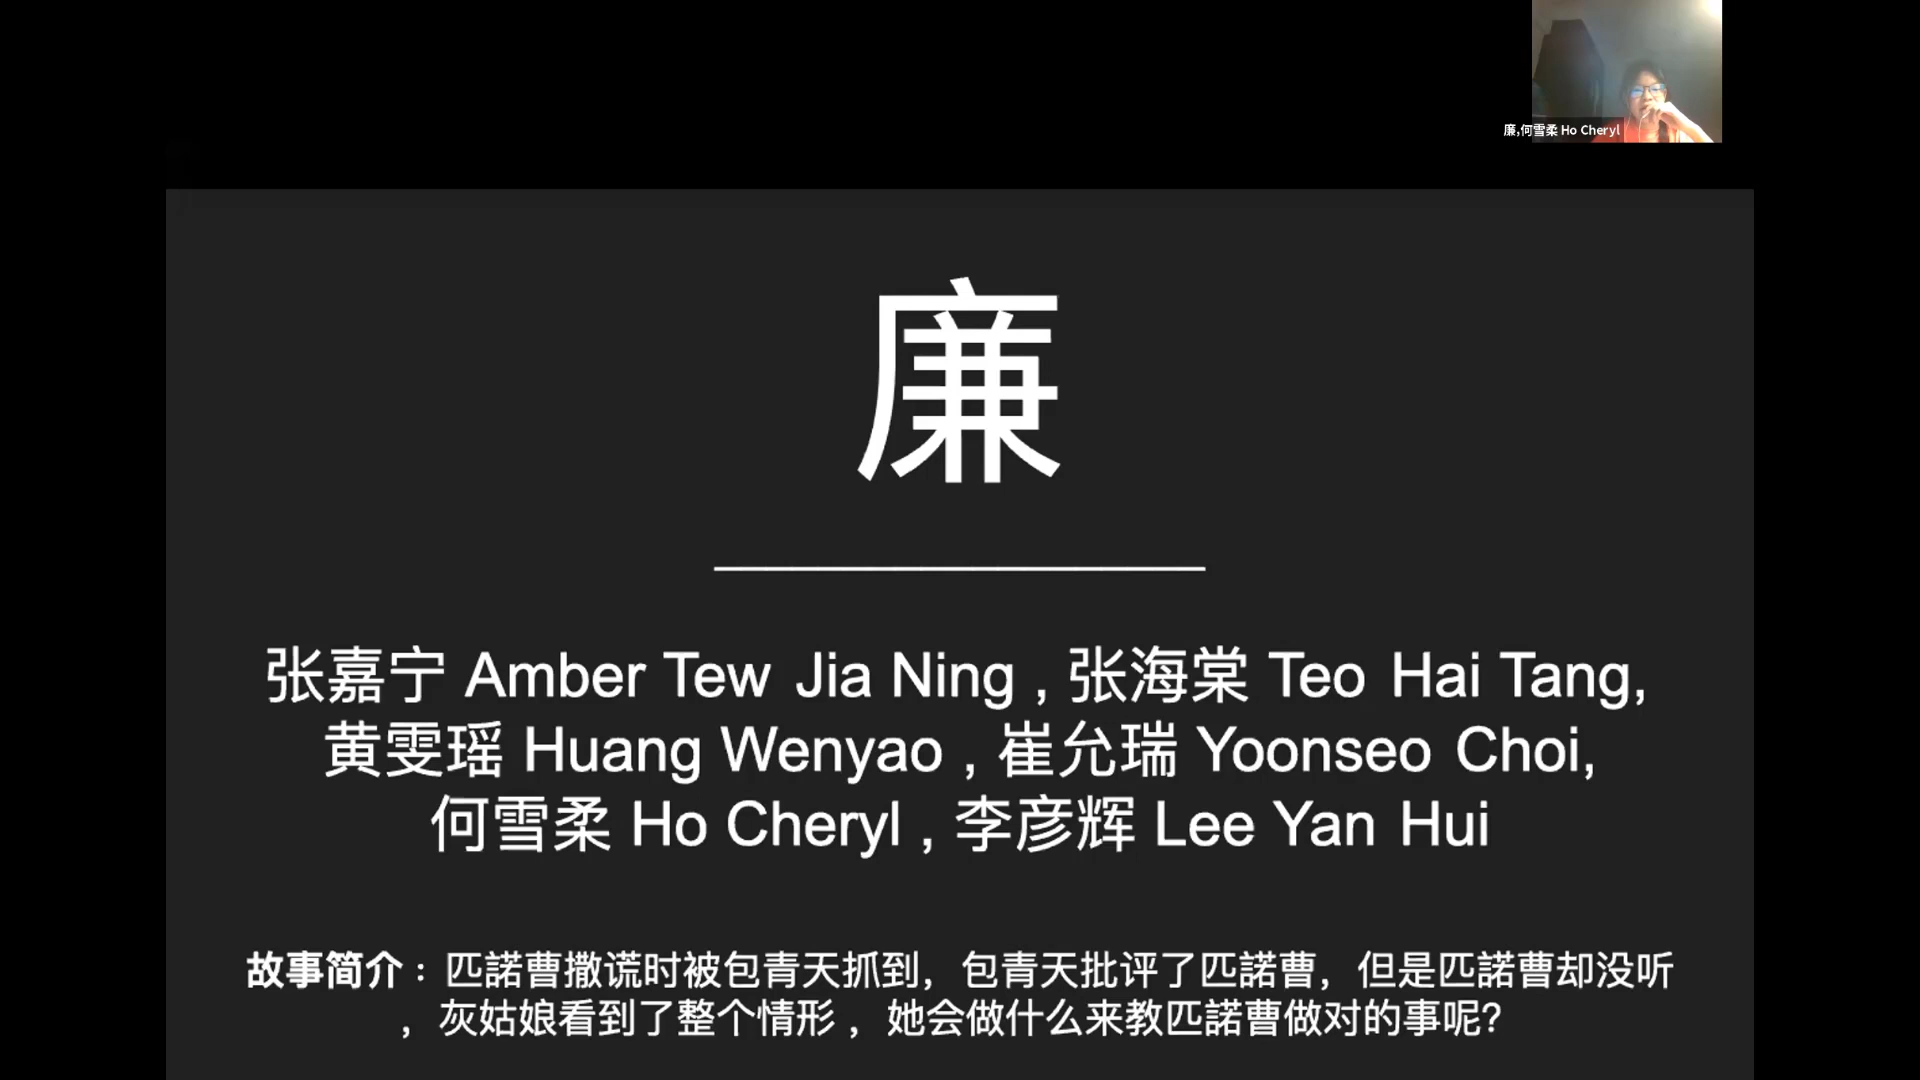 廉,何雪柔 Ho Cheryl
廉
张嘉宁 Amber Tew Jia Ning , 张海棠 Teo Hai Tang,
黄雯瑶 Huang Wenyao , 崔允瑞 Yoonseo Choi,
何雪柔 Ho Cheryl , 李彦辉 Lee Yan Hui
故事简介：匹諾曹撒谎时被包青天抓到，包青天批评了匹諾曹，但是匹諾曹却没听
，灰姑娘看到了整个情形 ，她会做什么来教匹諾曹做对的事呢？